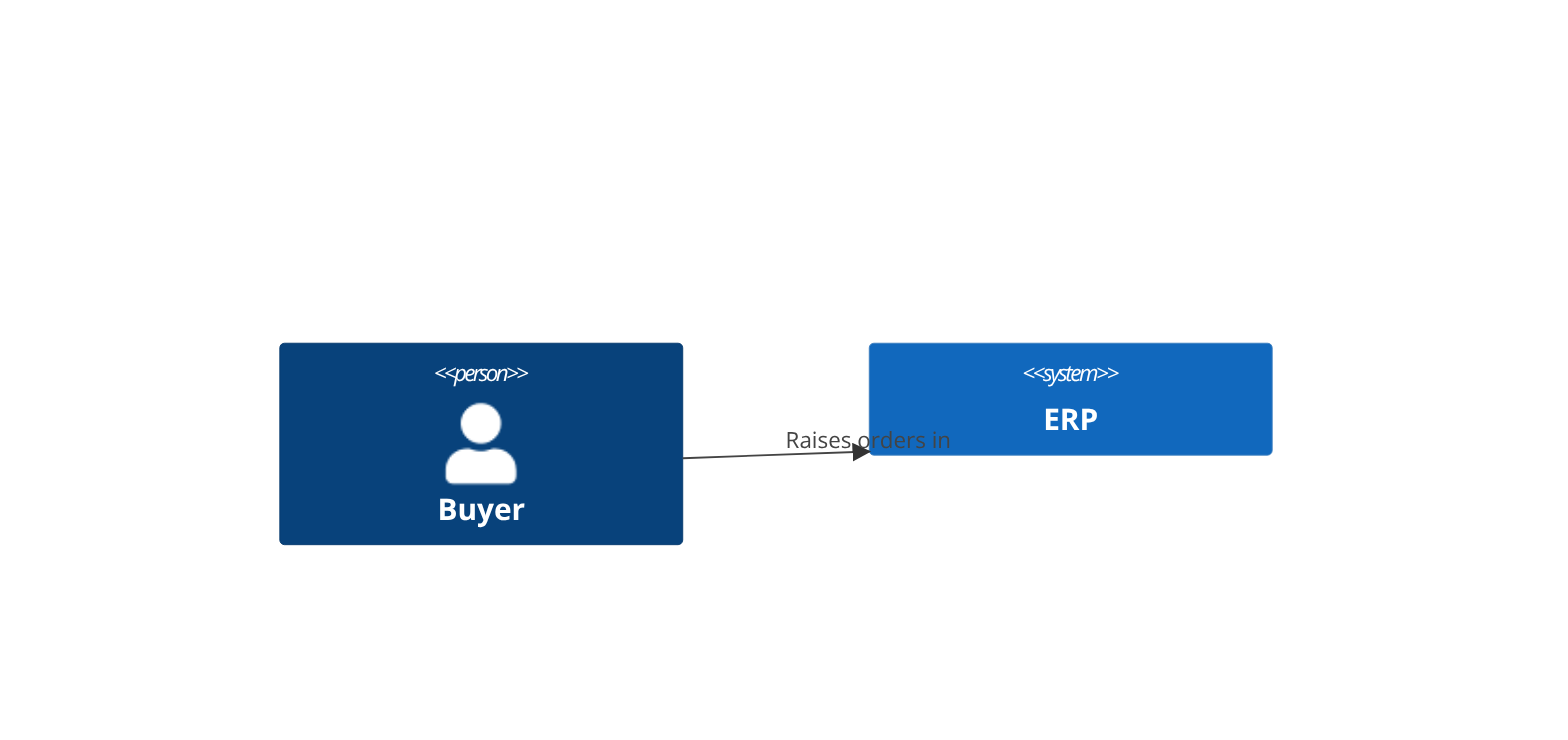 <<person>>
Buyer
Raises orders in
<<system>>
ERP